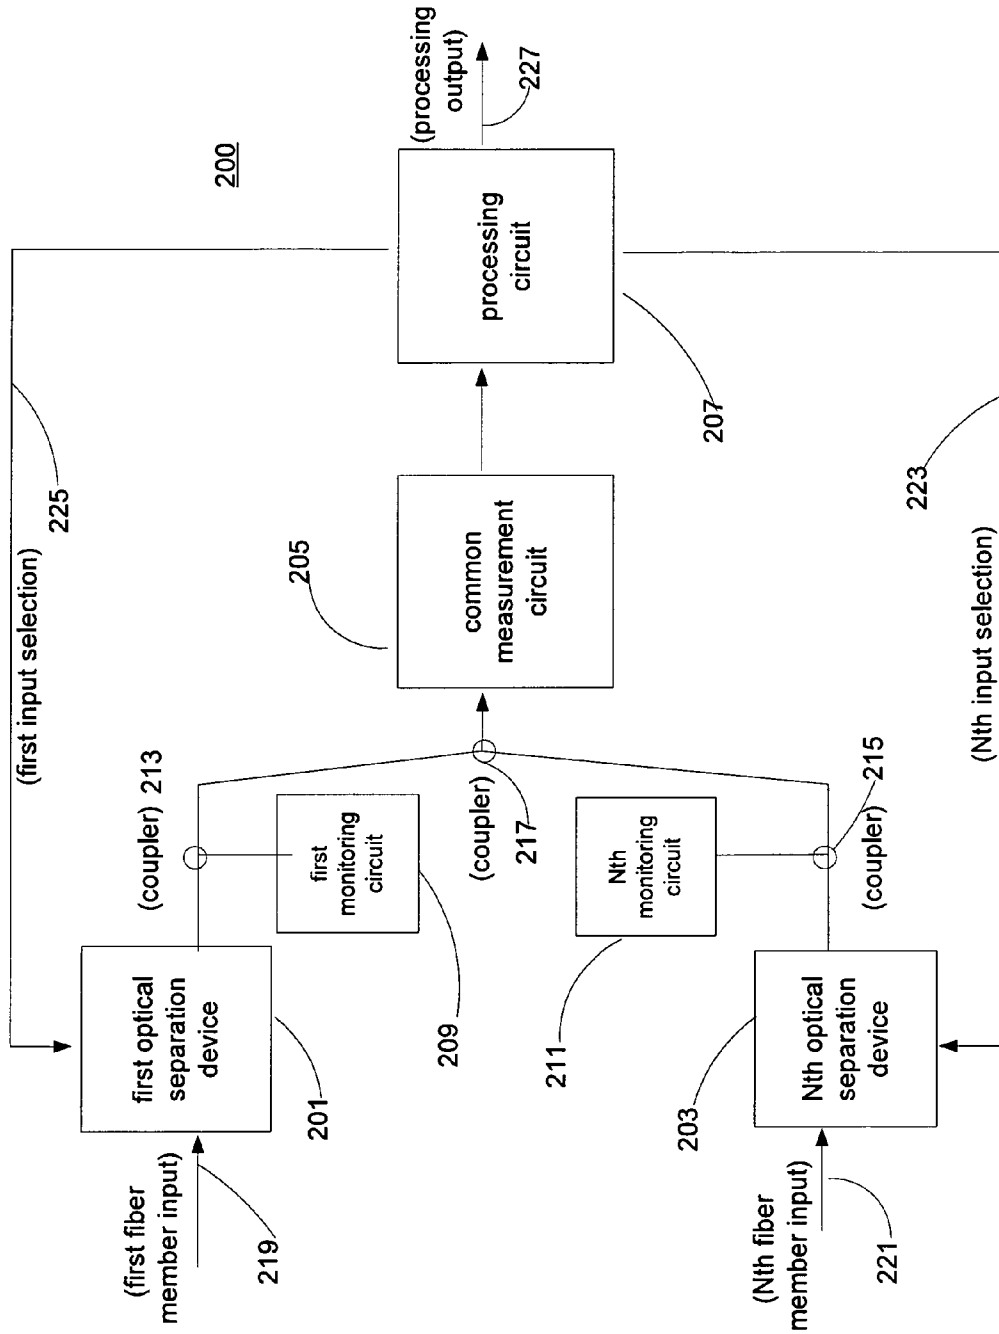 200
(first input selection)
225
(processing
output)
227
processing
circuit
207
223
(Nth input selection)
205
common
measurement
circuit
(coupler) 213
(coupler)
217
215
(coupler)
first
monitoring
circuit
209
Nth
monitoring
circuit
211
first optical
separation
device
201
Nth optical
separation
device
203
(first fiber
member input)
219
(Nth fiber
member input)
221